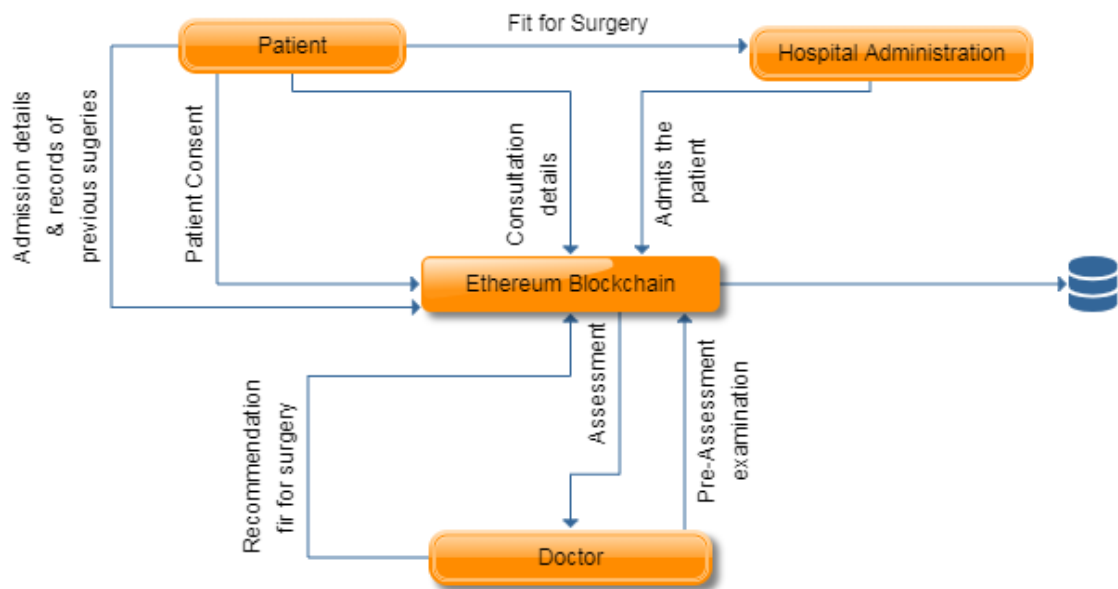 Fit for Surgery
Patient
Hospital Administration
Admission details
& records of
previous sugeries
Patient Consent
Consultation
details
Admits the
patient
Ethereum Blockchain
Recommendation
fir for surgery
Assessment
Pre-Assessment
examination
Doctor